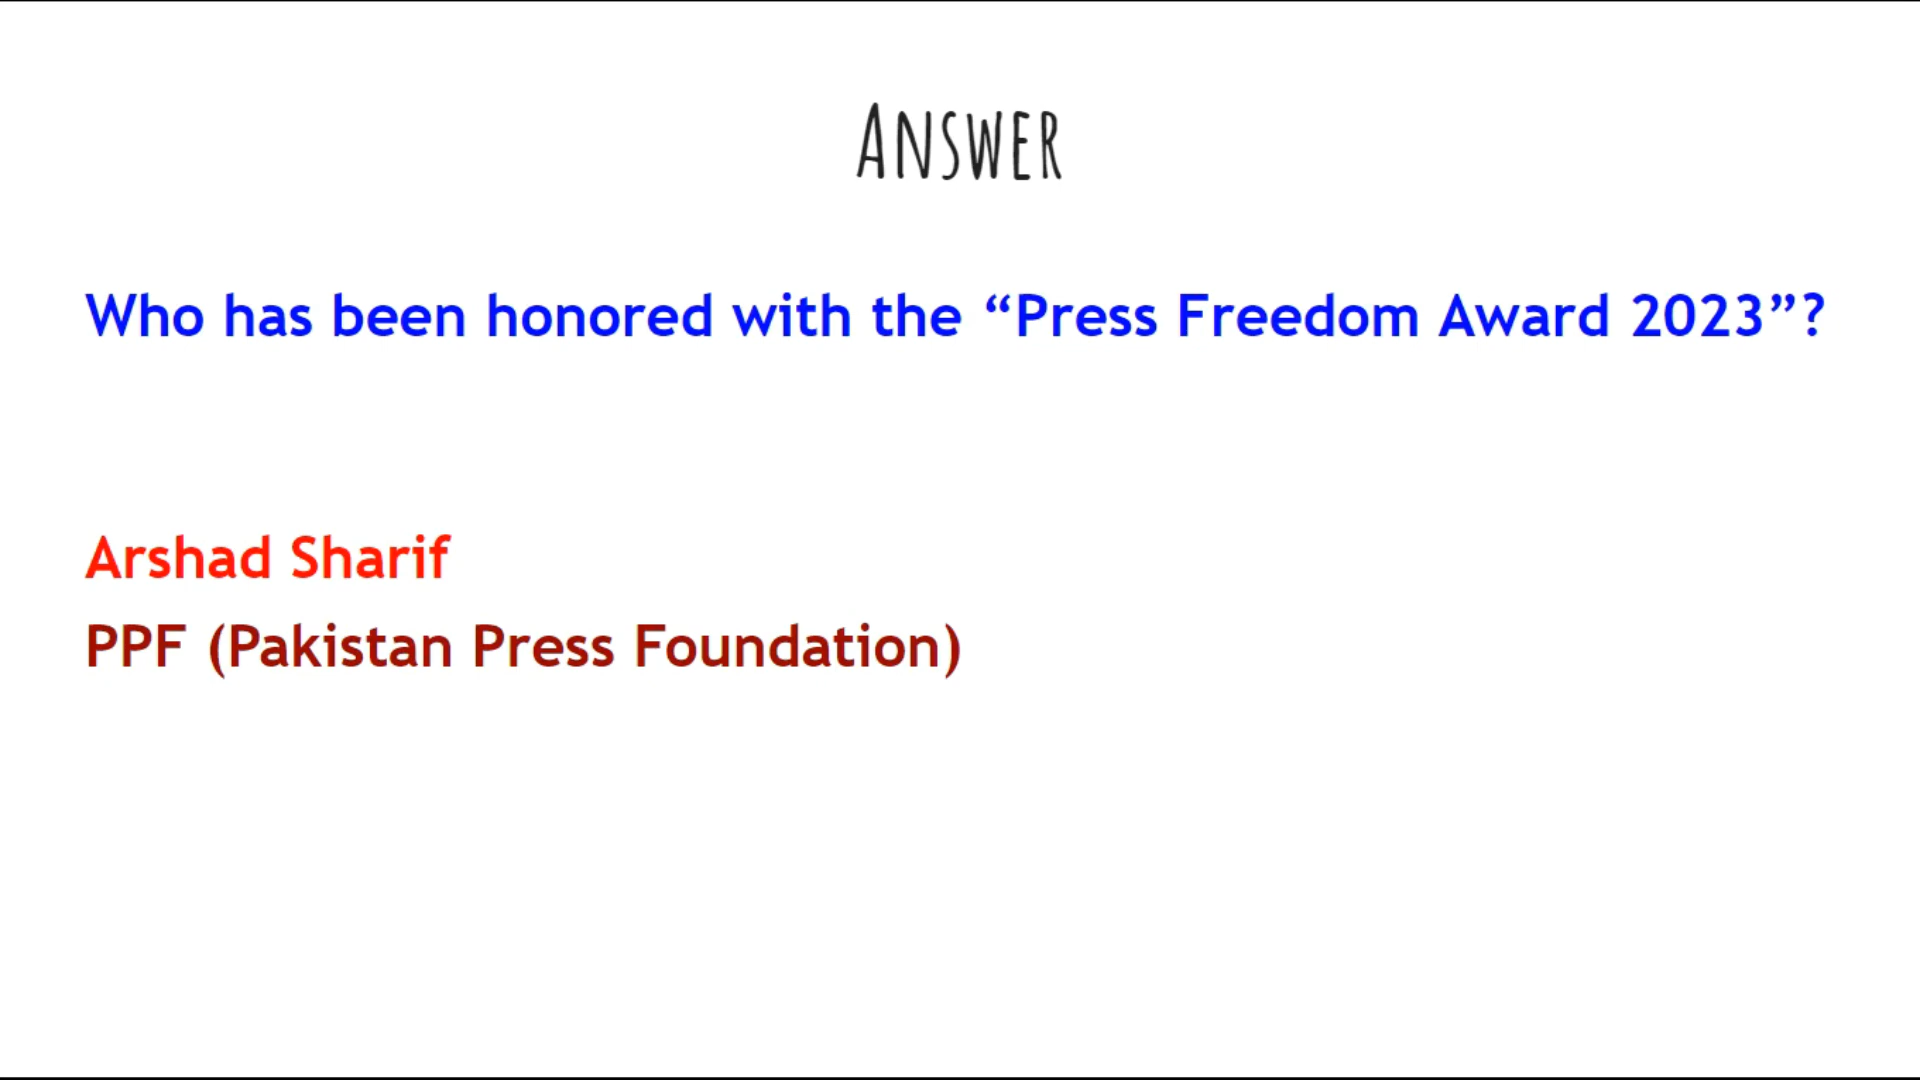 ANSWER
Who has been honored with the “Press Freedom Award 2023”?
Arshad Sharif
PPF (Pakistan Press Foundation)